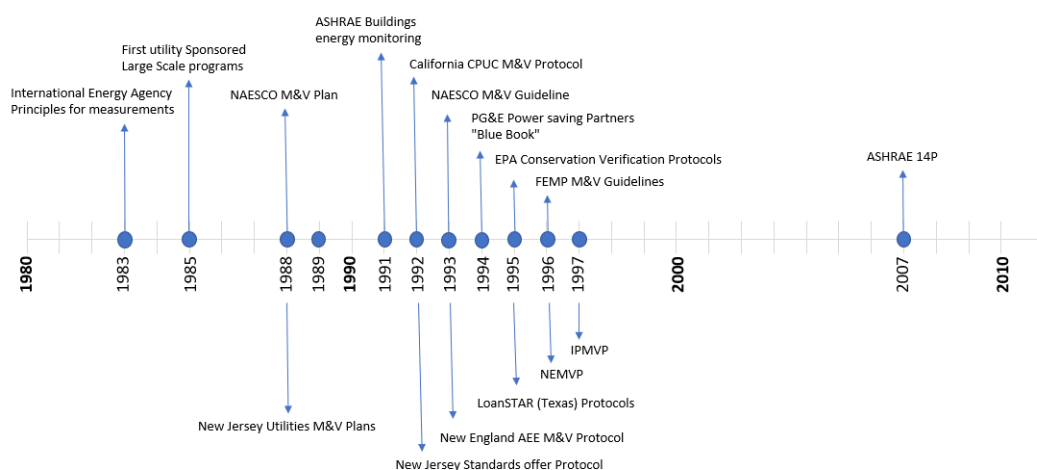 ASHRAE Buildings
energy monitoring
First utility Sponsored
Large Scale programs
California CPUC M&V Protocol
International Energy Agency
Principles for measurements
NAESCO M&V Plan
NAESCO M&V Guideline
PG&E Power saving Partners
"Blue Book"
EPA Conservation Verification Protocols
ASHRAE 14P
FEMP M&V Guidelines
1980
1983
1985
1988
1989
1990
1991
1992
1993
1994
1995
1996
1997
2000
2007
2010
IPMVP
NEMVP
LoanSTAR (Texas) Protocols
New Jersey Utilities M&V Plans
New England AEE M&V Protocol
New Jersey Standards offer Protocol